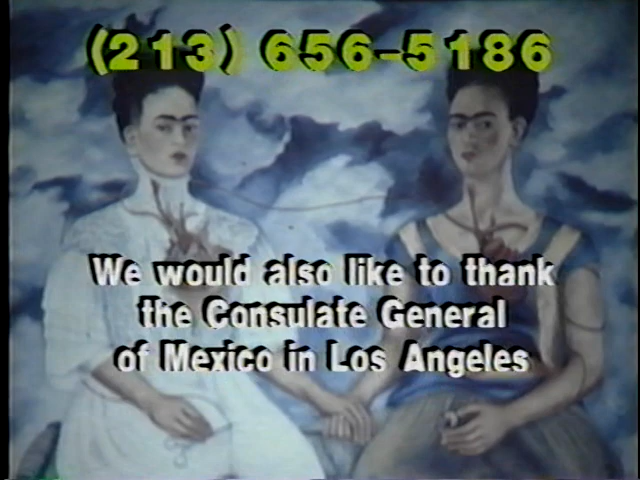 (213) 656-5186
We would also like to thank
the Consulate General
of Mexico in Los Angeles